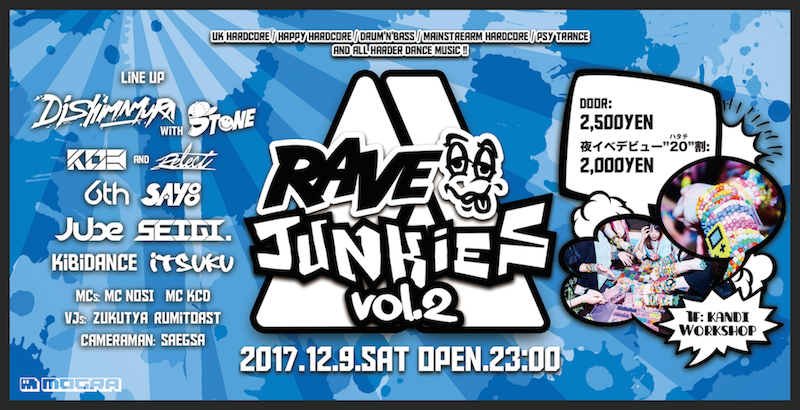 UK HARDCORE / HAPPY HARDCORE / DRUM'N'BASS / MAINSTREARM HARDCORE / PSY TRANCE
AND ALL HARDER DANCE MUSIC !!
LiNE UP
DJ SHIMAMURA
WITH STONE
AND Relect
6th SAYo
Jube SEIGI.
KiBiDANCE iTSUKU
MCs: MC NOSI MC KCD
VJs: ZUKUTYA RUMITOAST
CAMERAMAN: SAEGSA
MOGRA
RAVE
JUNKiES
VOL.2
2017.12.9.SAT OPEN.23:00
DOOR:
2,500YEN
ハタチ
夜イベデビュー"20"割:
2,000YEN
1F: KANDI
WORKSHOP